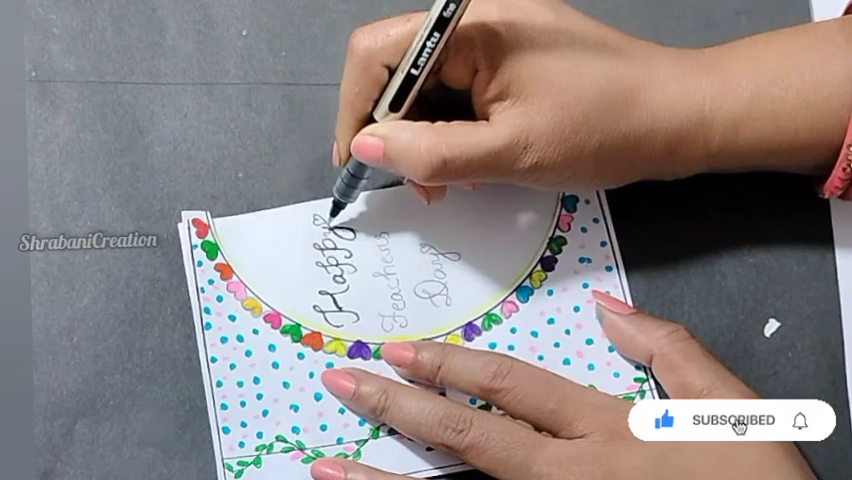 Lantu
ShrabaniCreation
Happy
Teachers
Day
SUBSCRIBED